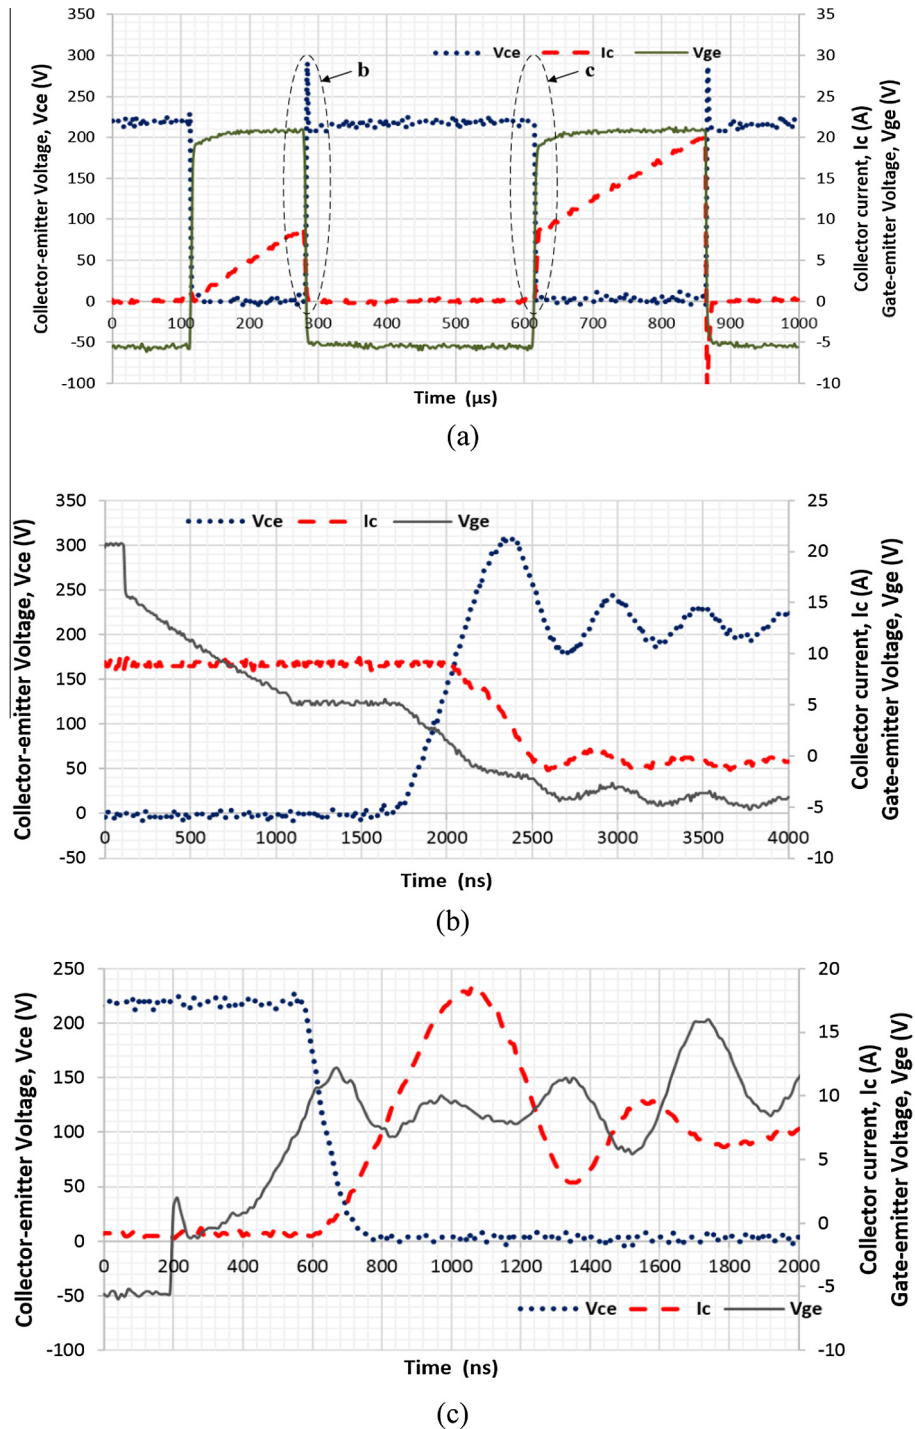 Vce Ic Vge
b
c
Collector-emitter Voltage, Vce (V)
350
300
250
200
150
100
50
0
-50
-100
35
30
25
20
15
10
5
0
-5
-10
Collector current, Ic (A)
Gate-emitter Voltage, Vge (V)
0 100 200 300 400 500 600 700 800 900 1000
Time (µs)
(a)
Vce Ic Vge
Collector-emitter Voltage, Vce (V)
350
300
250
200
150
100
50
0
-50
25
20
15
10
5
0
-5
-10
Collector current, Ic (A)
Gate-emitter Voltage, Vge (V)
0 500 1000 1500 2000 2500 3000 3500 4000
Time (ns)
(b)
Collector-emitter Voltage, Vce (V)
250
200
150
100
50
0
-50
-100
20
15
10
5
0
-5
-10
Collector current, Ic (A)
Gate-emitter Voltage, Vge (V)
0 200 400 600 800 1000 1200 1400 1600 1800 2000
Vce Ic Vge
Time (ns)
(c)